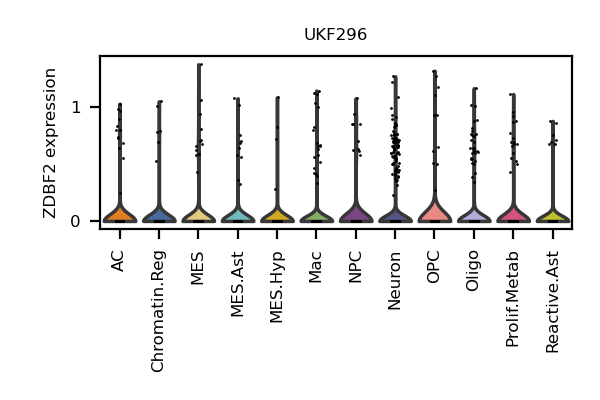 UKF296
ZDBF2 expression
1
0
AC
Chromatin.Reg
MES
MES.Ast
MES.Hyp
Mac
NPC
Neuron
OPC
Oligo
Prolif.Metab
Reactive.Ast